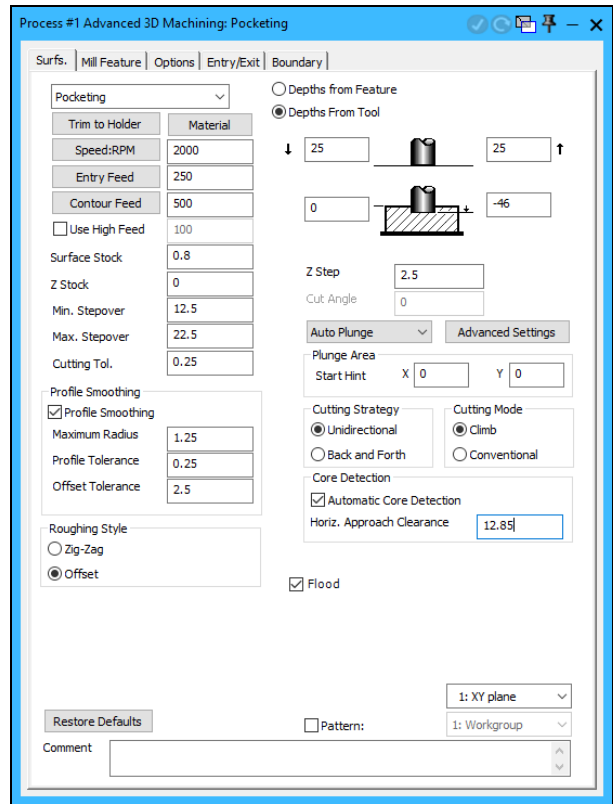 Process #1 Advanced 3D Machining: Pocketing
Surfs. Mill Feature Options Entry/Exit Boundary
Pocketing
Trim to Holder Material
Speed:RPM 2000
Entry Feed 250
Contour Feed 500
Use High Feed 100
Surface Stock 0.8
Z Stock 0
Min. Stepover 12.5
Max. Stepover 22.5
Cutting Tol. 0.25
Profile Smoothing
Profile Smoothing
Maximum Radius 1.25
Profile Tolerance 0.25
Offset Tolerance 2.5
Roughing Style
Zig-Zag
Offset
Depths from Feature
Depths From Tool
25 25
0 -46
Z Step 2.5
Cut Angle 0
Auto Plunge Advanced Settings
Plunge Area
Start Hint X 0 Y 0
Cutting Strategy Cutting Mode
Unidirectional Climb
Back and Forth Conventional
Core Detection
Automatic Core Detection
Horiz. Approach Clearance 12.85
Flood
1: XY plane
Restore Defaults Pattern: 1: Workgroup
Comment